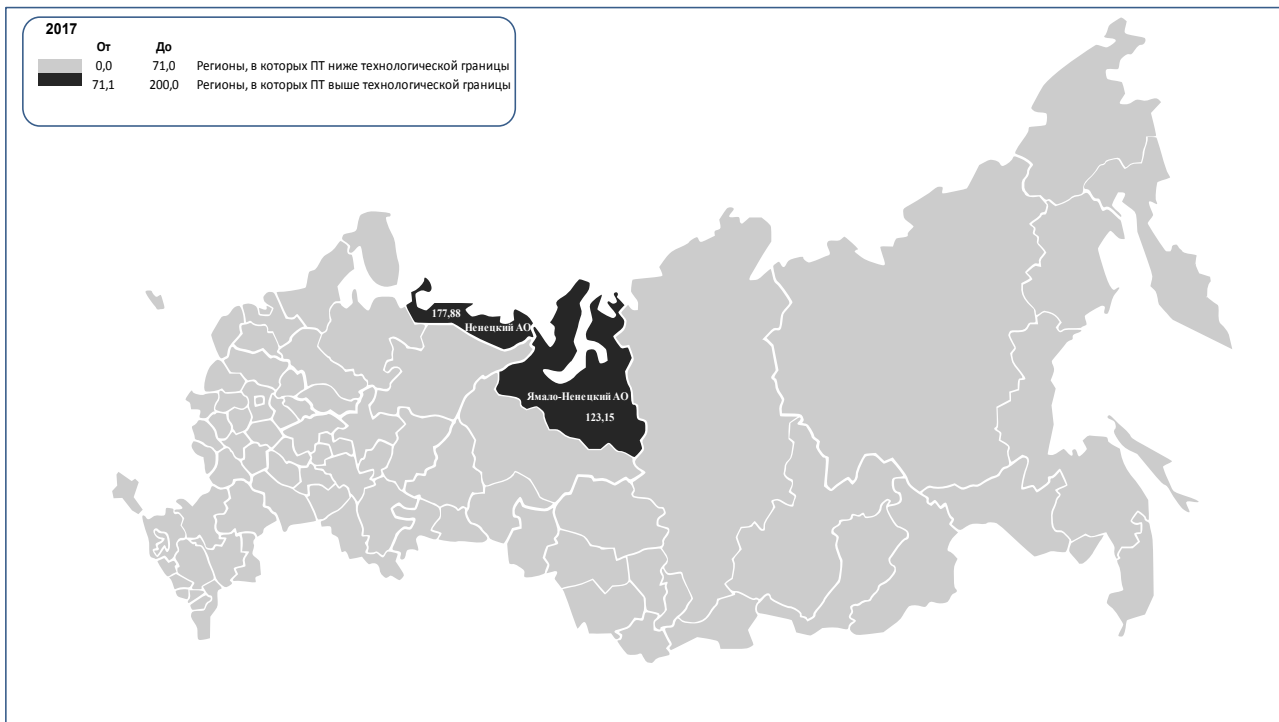 2017
От До
0,0 71,0 Регионы, в которых ПТ ниже технологической границы
71,1 200,0 Регионы, в которых ПТ выше технологической границы
177,88
Ненецкий АО
Ямало-Ненецкий АО
123,15